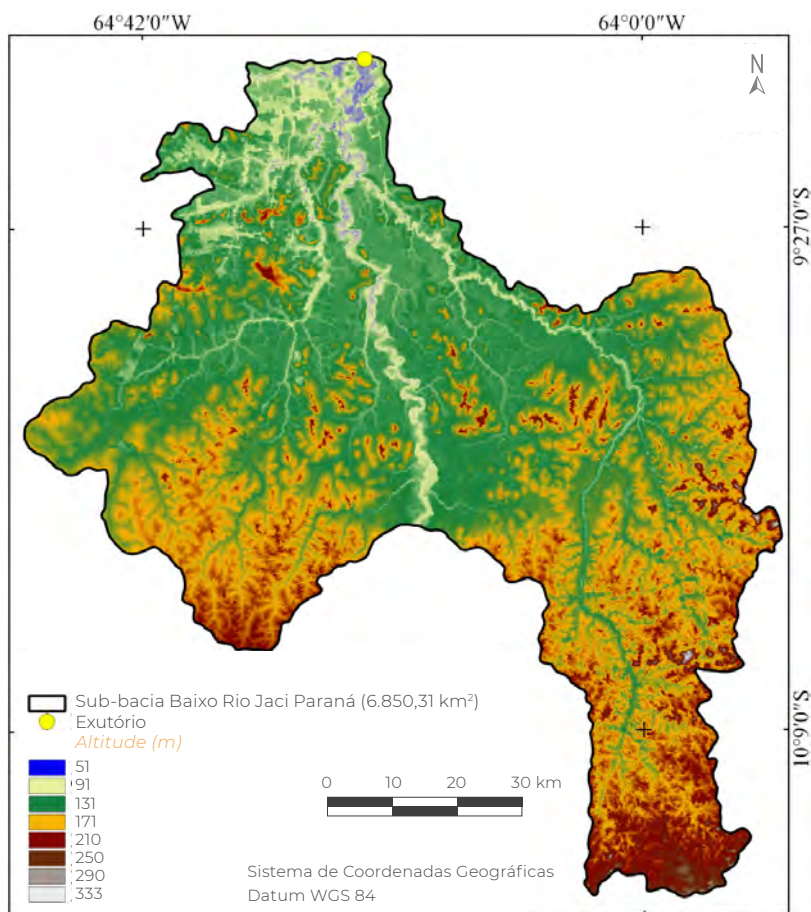 64°42'0"W 64°0'0"W
N
9°27'0"S
10°9'0"S
Sub-bacia Baixo Rio Jaci Paraná (6.850,31 km²)
Exutório
Altitude (m)
51
91
131
171
210
250
290
333
0 10 20 30 km
Sistema de Coordenadas Geográficas
Datum WGS 84